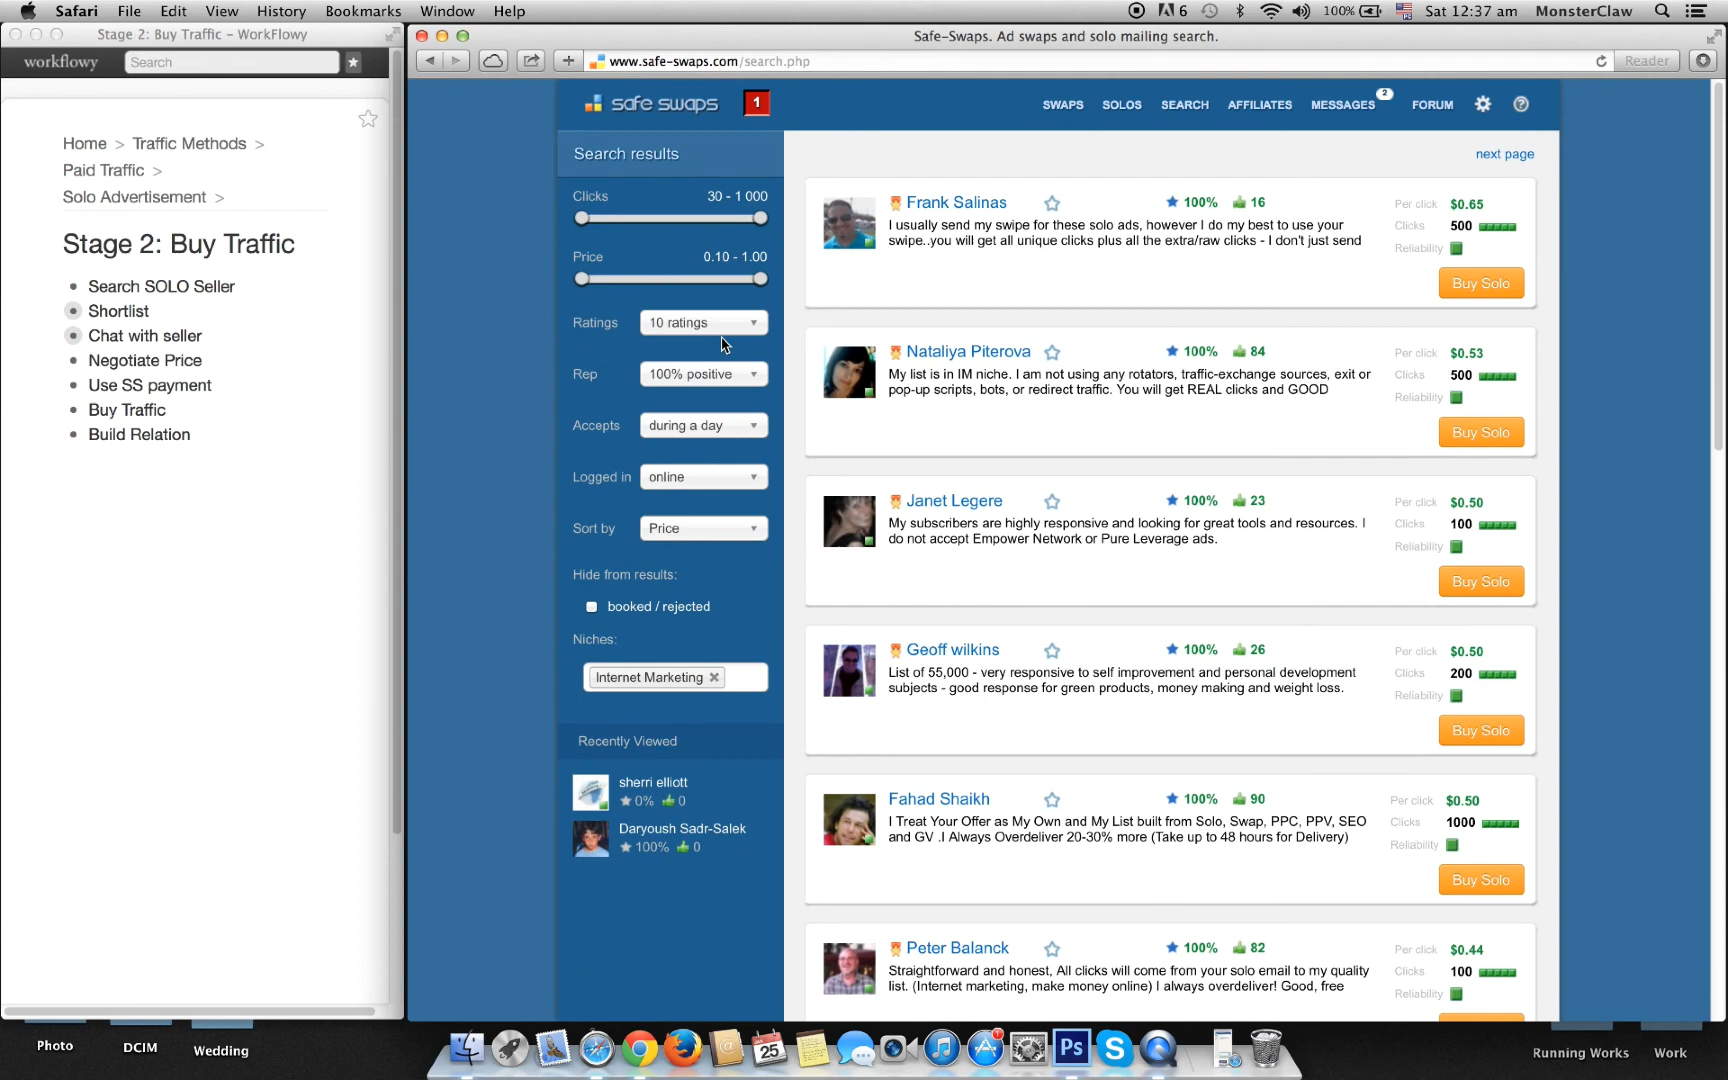 Safari File Edit View History Bookmarks Window Help
6 100% Sat 12:37 am MonsterClaw
Stage 2: Buy Traffic – WorkFlowy
workflowy Search
Home > Traffic Methods >
Paid Traffic >
Solo Advertisement >
Stage 2: Buy Traffic
• Search SOLO Seller
• Shortlist
• Chat with seller
• Negotiate Price
• Use SS payment
• Buy Traffic
• Build Relation
Safe-Swaps. Ad swaps and solo mailing search.
www.safe-swaps.com/search.php
Reader
safe swaps 1
SWAPS SOLOS SEARCH AFFILIATES MESSAGES 2 FORUM
Search results
Clicks 30 - 1 000
Price 0.10 - 1.00
Ratings 10 ratings
Rep 100% positive
Accepts during a day
Logged in online
Sort by Price
Hide from results:
booked / rejected
Niches:
Internet Marketing
Recently Viewed
sherri elliott
0% 0
Daryoush Sadr-Salek
100% 0
next page
Frank Salinas 100% 16
I usually send my swipe for these solo ads, however I do my best to use your
swipe..you will get all unique clicks plus all the extra/raw clicks - I don't just send
Per click $0.65
Clicks 500
Reliability
Buy Solo
Nataliya Piterova 100% 84
My list is in IM niche. I am not using any rotators, traffic-exchange sources, exit or
pop-up scripts, bots, or redirect traffic. You will get REAL clicks and GOOD
Per click $0.53
Clicks 500
Reliability
Buy Solo
Janet Legere 100% 23
My subscribers are highly responsive and looking for great tools and resources. I
do not accept Empower Network or Pure Leverage ads.
Per click $0.50
Clicks 100
Reliability
Buy Solo
Geoff wilkins 100% 26
List of 55,000 - very responsive to self improvement and personal development
subjects - good response for green products, money making and weight loss.
Per click $0.50
Clicks 200
Reliability
Buy Solo
Fahad Shaikh 100% 90
I Treat Your Offer as My Own and My List built from Solo, Swap, PPC, PPV, SEO
and GV .I Always Overdeliver 20-30% more (Take up to 48 hours for Delivery)
Per click $0.50
Clicks 1000
Reliability
Buy Solo
Peter Balanck 100% 82
Straightforward and honest, All clicks will come from your solo email to my quality
list. (Internet marketing, make money online) I always overdeliver! Good, free
Per click $0.44
Clicks 100
Reliability
Photo
DCIM
Wedding
25
Ps
Running Works
Work